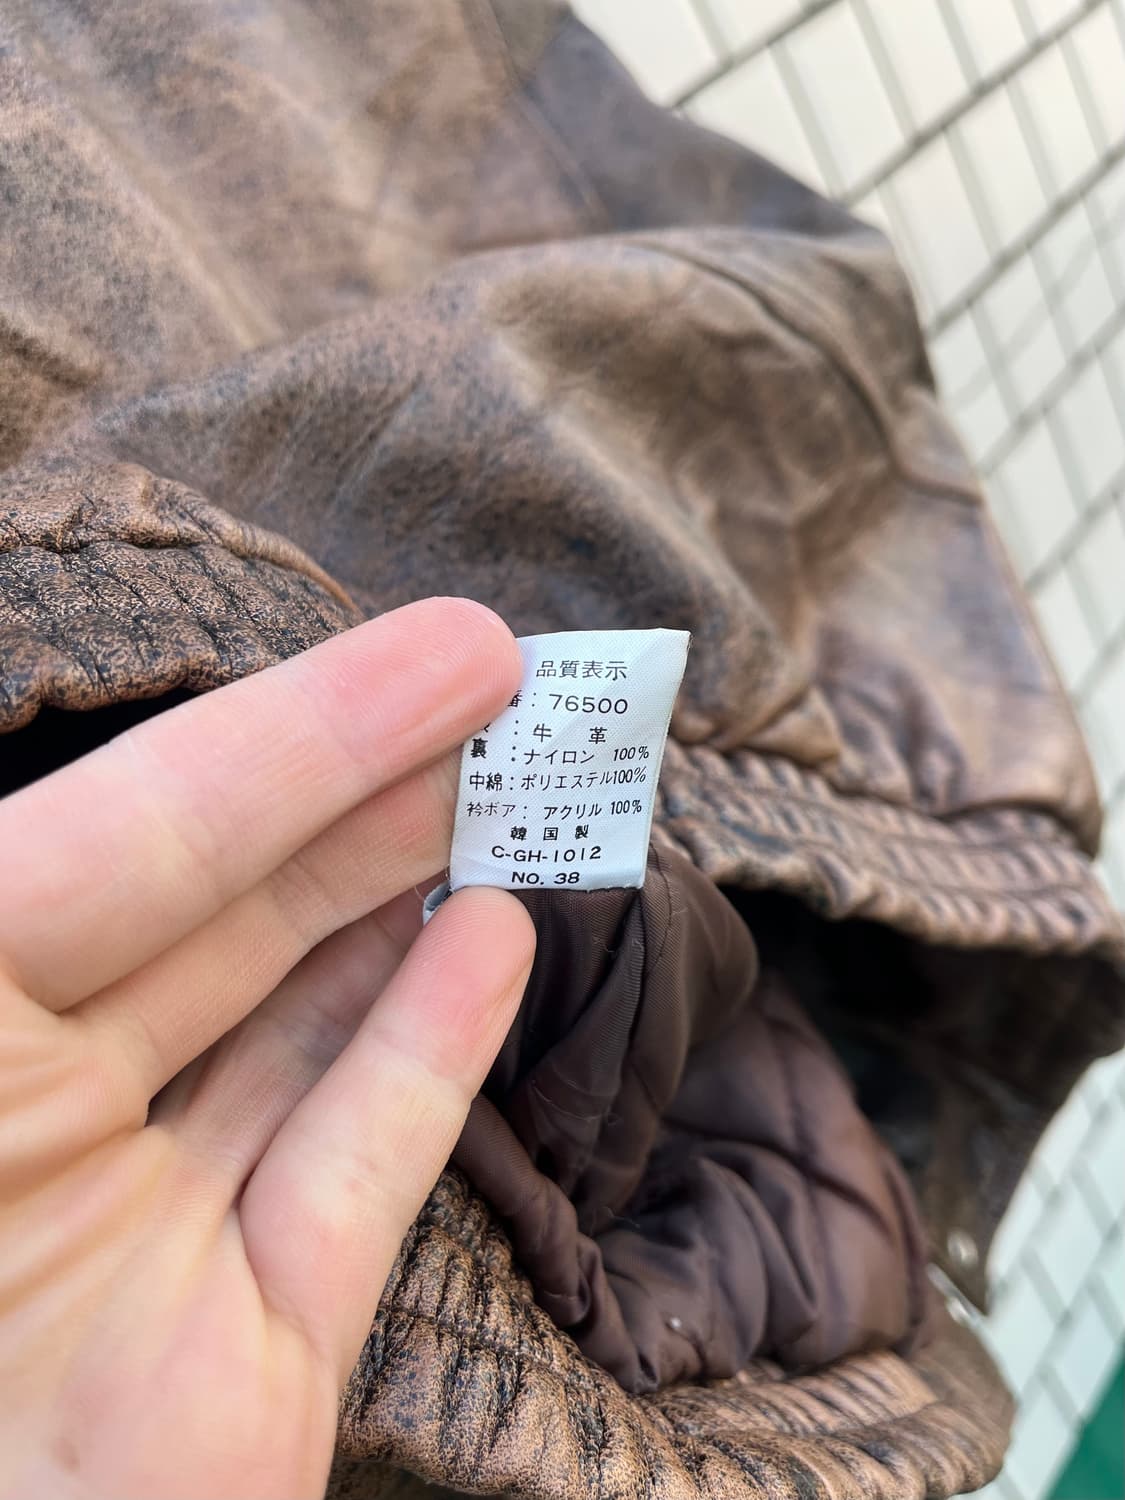 品質表示
番: 76500
: 牛 革
裏 : ナイロン 100%
中綿: ポリエステル100%
衿ボア: アクリル 100%
韓 国 製
C-GH-1012
NO. 38